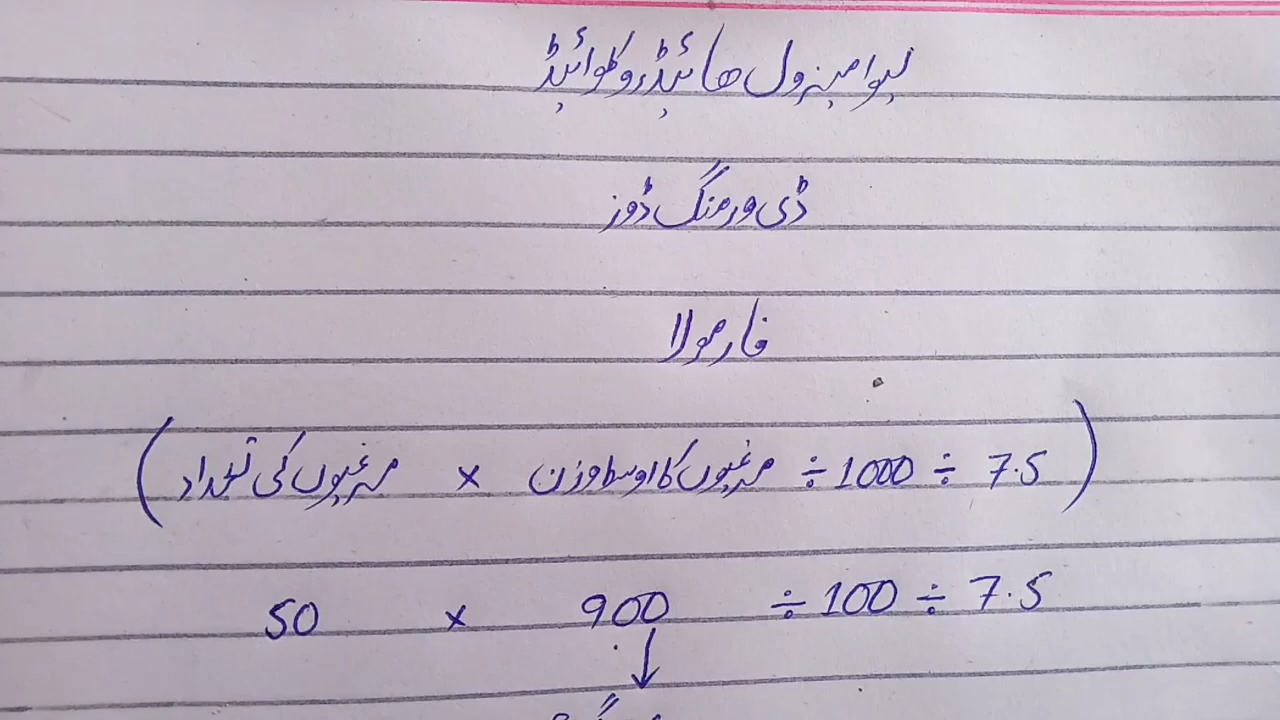 لیوامیزول ھائیڈروکلوائیڈ
ڈی ورمنگ ڈوز
فارمولا
(مرغیوں کی تعداد × مرغیوں کا اوسط وزن ÷ 1000 ÷ 7.5)
50 × 900 ÷ 100 ÷ 7.5